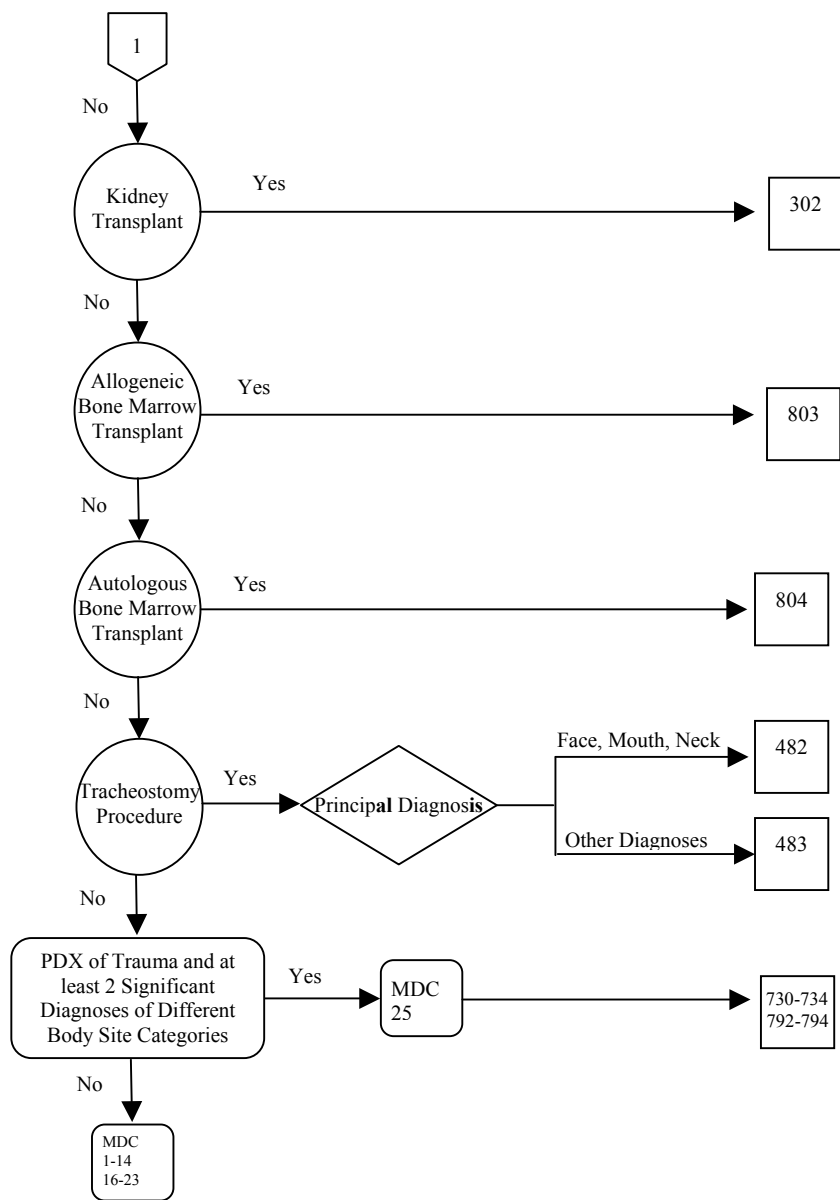 1
No
Kidney
Transplant
Yes
302
No
Allogeneic
Bone Marrow
Transplant
Yes
803
No
Autologous
Bone Marrow
Transplant
Yes
804
No
Tracheostomy
Procedure
Yes
Principal Diagnosis
Face, Mouth, Neck
482
Other Diagnoses
483
No
PDX of Trauma and at
least 2 Significant
Diagnoses of Different
Body Site Categories
Yes
MDC
25
730-734
792-794
No
MDC
1-14
16-23